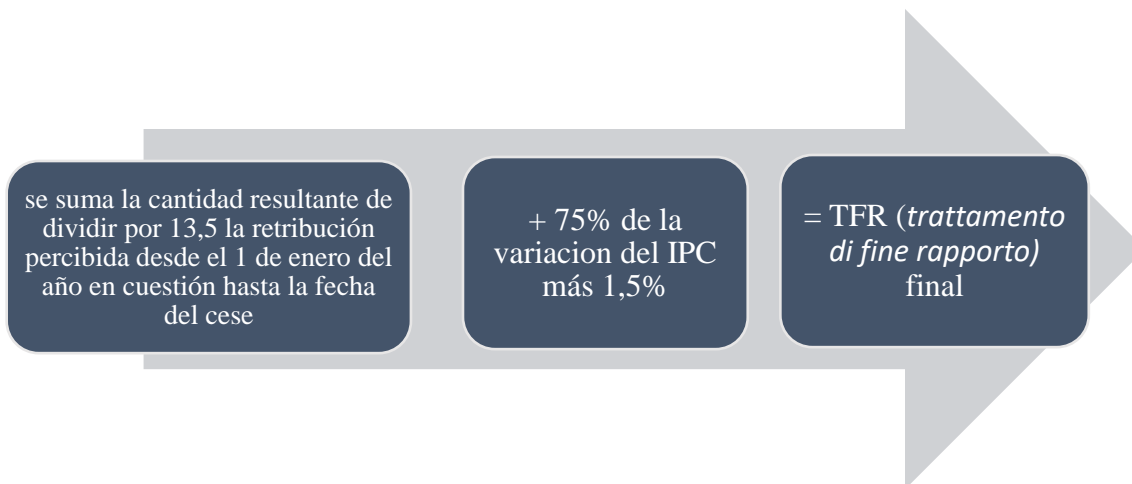 se suma la cantidad resultante de
dividir por 13,5 la retribución
percibida desde el 1 de enero del
año en cuestión hasta la fecha
del cese
+ 75% de la
variacion del IPC
más 1,5%
= TFR (trattamento
di fine rapporto)
final